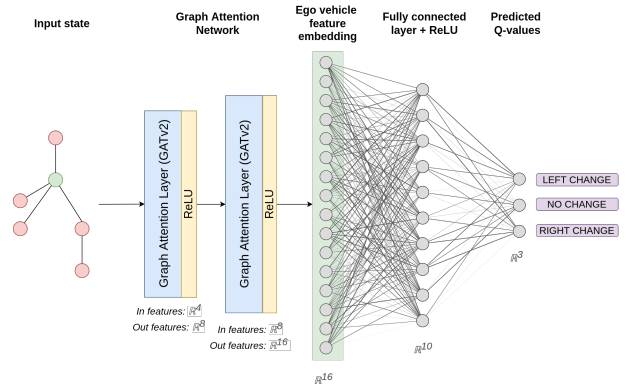 Input state
Graph Attention
Network
Ego vehicle
feature
embedding
Fully connected
layer + ReLU
Predicted
Q-values
Graph Attention Layer (GATv2)
ReLU
Graph Attention Layer (GATv2)
ReLU
LEFT CHANGE
NO CHANGE
RIGHT CHANGE
In features: ℝ⁴
Out features: ℝ⁸
In features: ℝ⁸
Out features: ℝ¹⁶
ℝ¹⁶
ℝ¹⁰
ℝ³